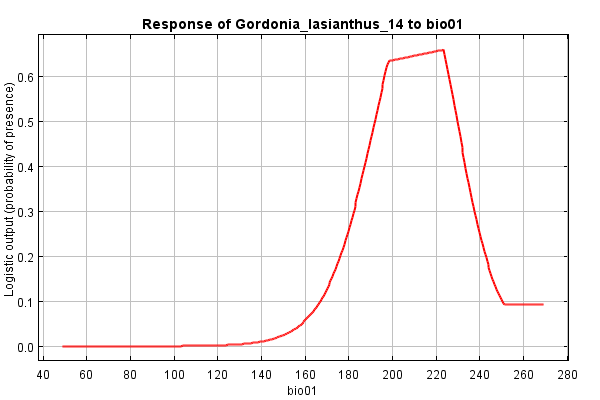 Response of Gordonia_lasianthus_14 to bio01
Logistic output (probability of presence)
0.6
0.5
0.4
0.3
0.2
0.1
0.0
40 60 80 100 120 140 160 180 200 220 240 260 280
bio01